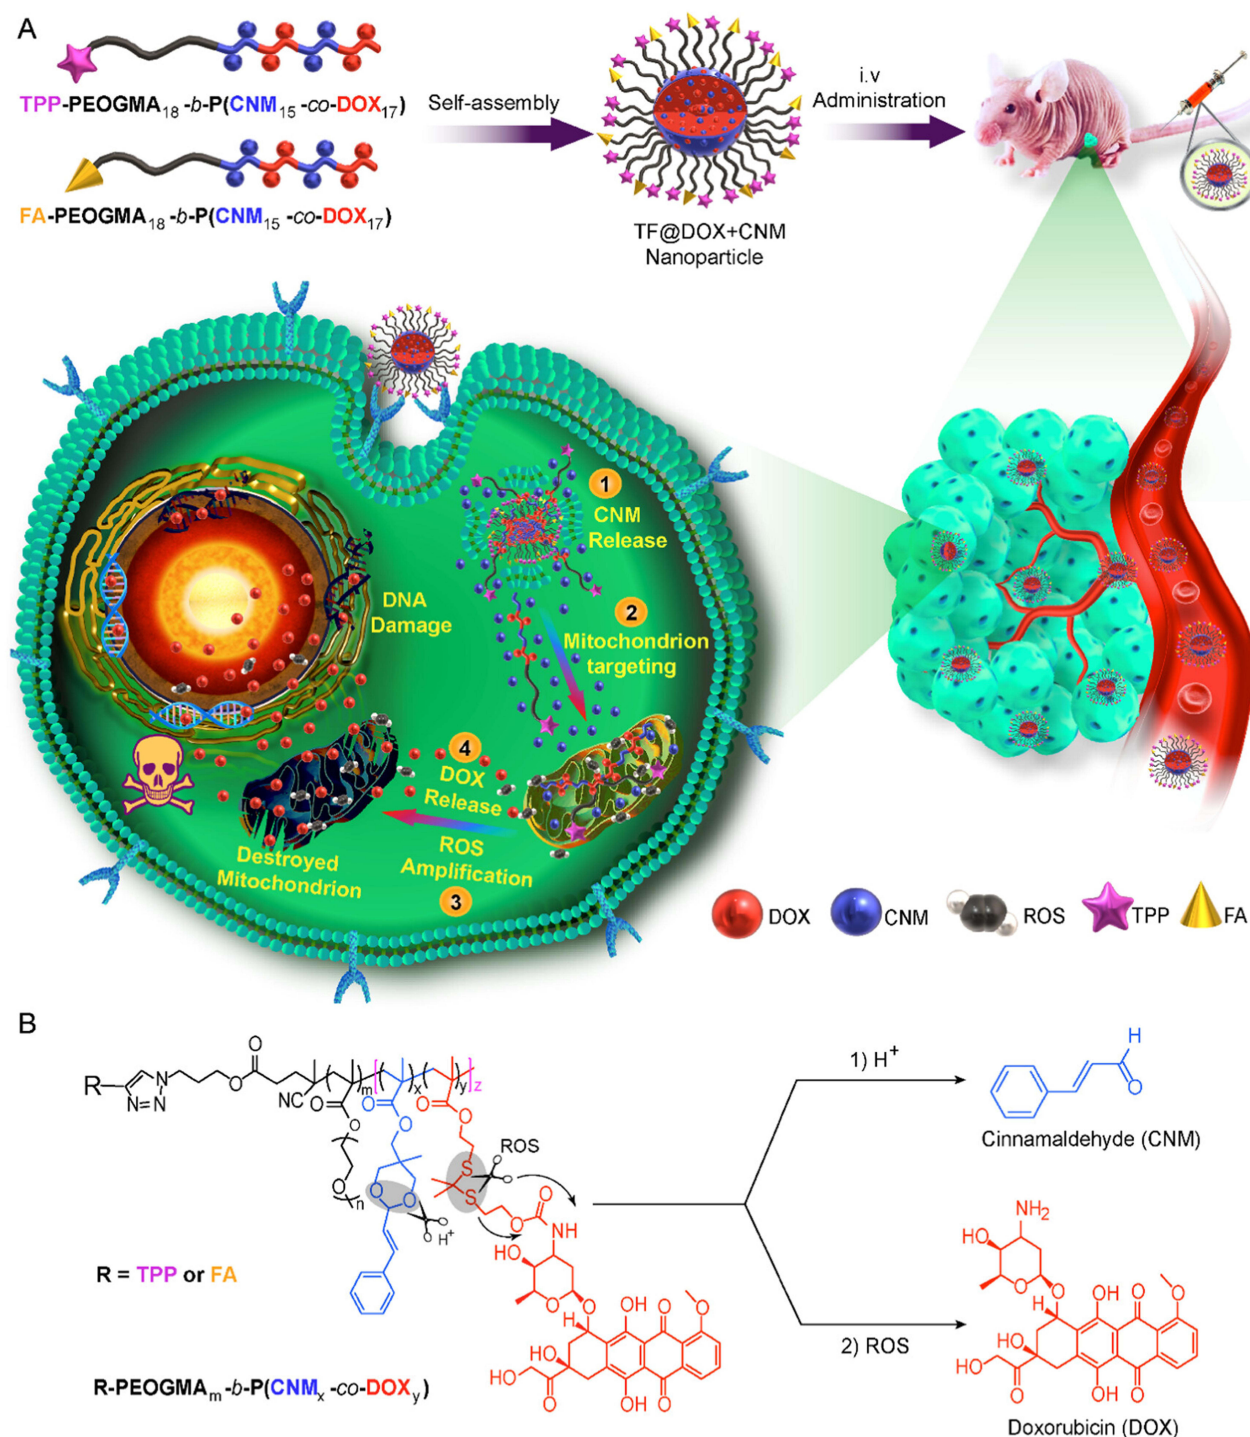 A
TPP-PEOGMA18-b-P(CNM15-co-DOX17)
FA-PEOGMA18-b-P(CNM15-co-DOX17)
Self-assembly
TF@DOX+CNM
Nanoparticle
i.v
Administration
1
CNM
Release
2
Mitochondrion
targeting
DNA
Damage
4
DOX
Release
ROS
Amplification
3
Destroyed
Mitochondrion
DOX
CNM
ROS
TPP
FA
B
R
N
N
N
O
O
NC
m
x
y
z
O
O
O
O
O
O
O
O
n
O
O
H+
S
S
ROS
O
O
NH
HO
O
O
H
OH
O
O
HO
HO
O
OH
O
R = TPP or FA
R-PEOGMAm-b-P(CNMx-co-DOXy)
1) H+
2) ROS
H
O
Cinnamaldehyde (CNM)
NH2
HO
O
O
H
OH
O
O
HO
HO
O
OH
O
Doxorubicin (DOX)